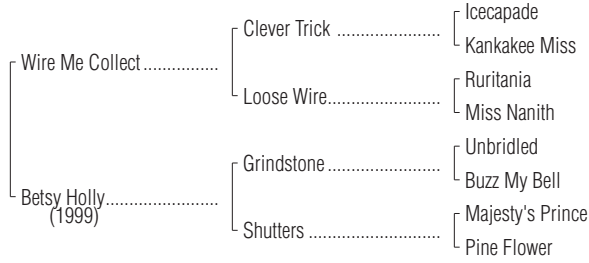 Icecapade
Clever Trick ................
Kankakee Miss
Wire Me Collect................
Ruritania
Loose Wire........................
Miss Nanith
Unbridled
Grindstone ........................
Buzz My Bell
Betsy Holly........................
(1999)
Majesty's Prince
Shutters ............................
Pine Flower